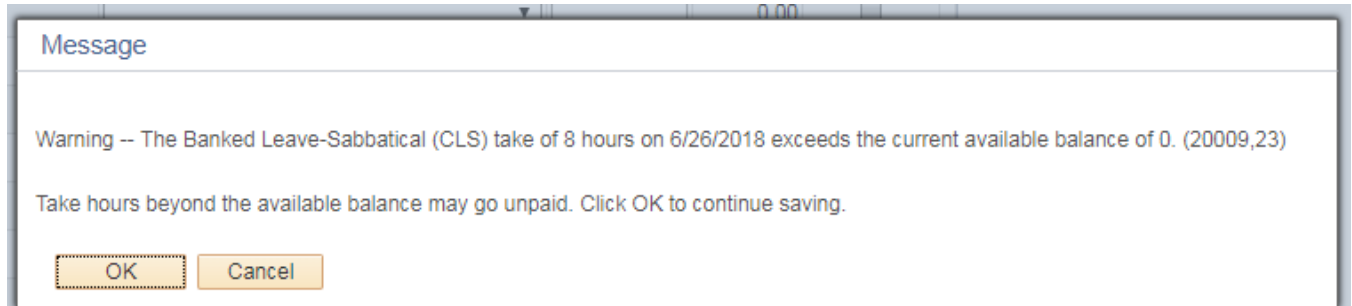 0.00
Message
Warning -- The Banked Leave-Sabbatical (CLS) take of 8 hours on 6/26/2018 exceeds the current available balance of 0. (20009,23)
Take hours beyond the available balance may go unpaid. Click OK to continue saving.
OK Cancel